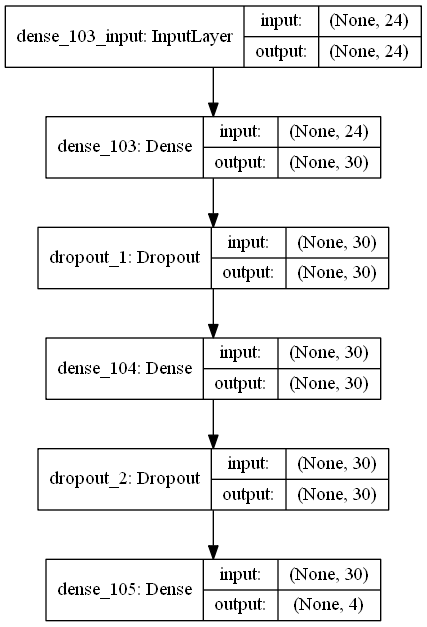 dense_103_input: InputLayer
input: (None, 24)
output: (None, 24)
dense_103: Dense
input: (None, 24)
output: (None, 30)
dropout_1: Dropout
input: (None, 30)
output: (None, 30)
dense_104: Dense
input: (None, 30)
output: (None, 30)
dropout_2: Dropout
input: (None, 30)
output: (None, 30)
dense_105: Dense
input: (None, 30)
output: (None, 4)